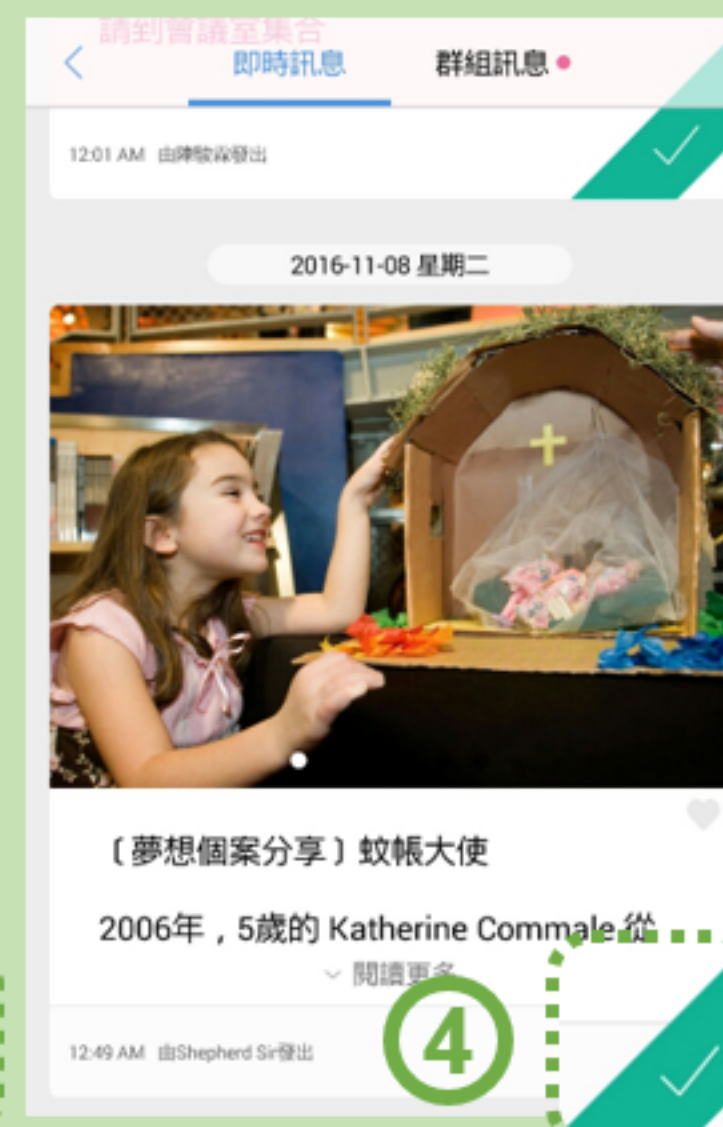 請到會議室集合
即時訊息 群組訊息
12:01 AM 由陳駿霖發出
2016-11-08 星期二
〔夢想個案分享〕蚊帳大使
2006年，5歲的 Katherine Commale 從
閱讀更多
12:49 AM 由Shepherd Sir發出
4